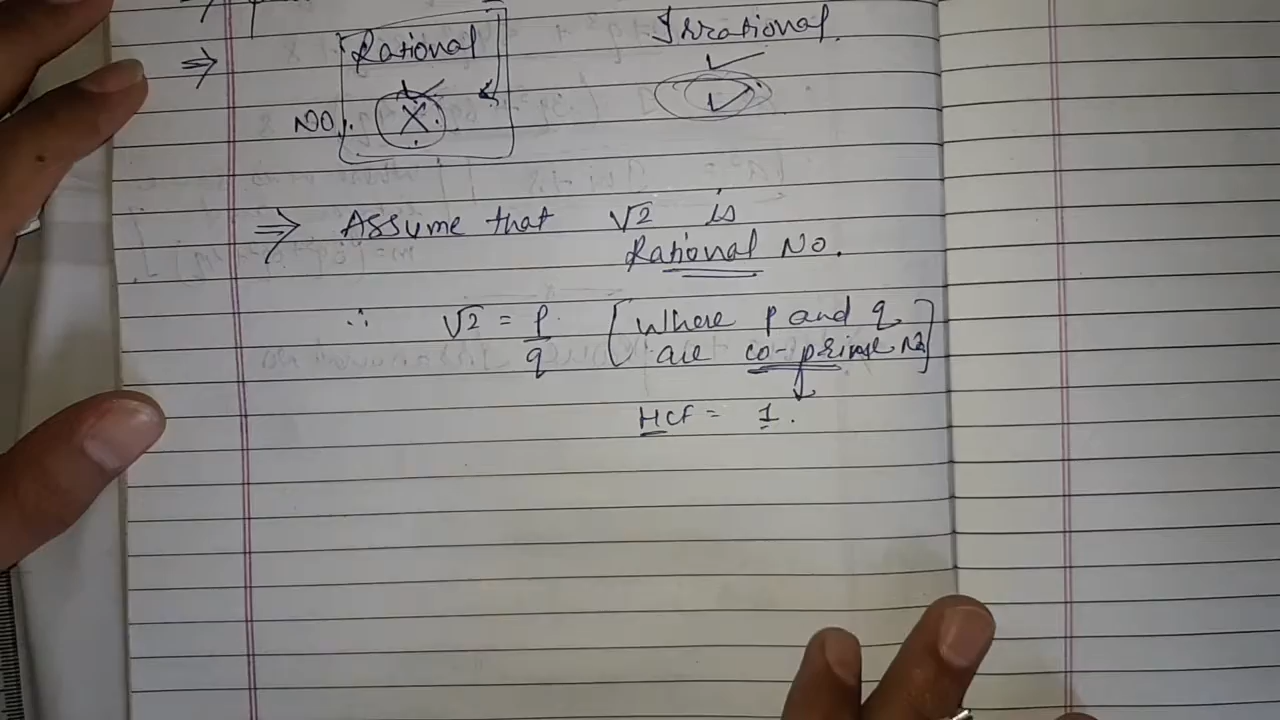 ⇒ Rational Irrational.
NO.
⇒ Assume that √2 is
Rational No.
∴ √2 = p/q [Where p and q
are co-prime No]
HCF = 1.